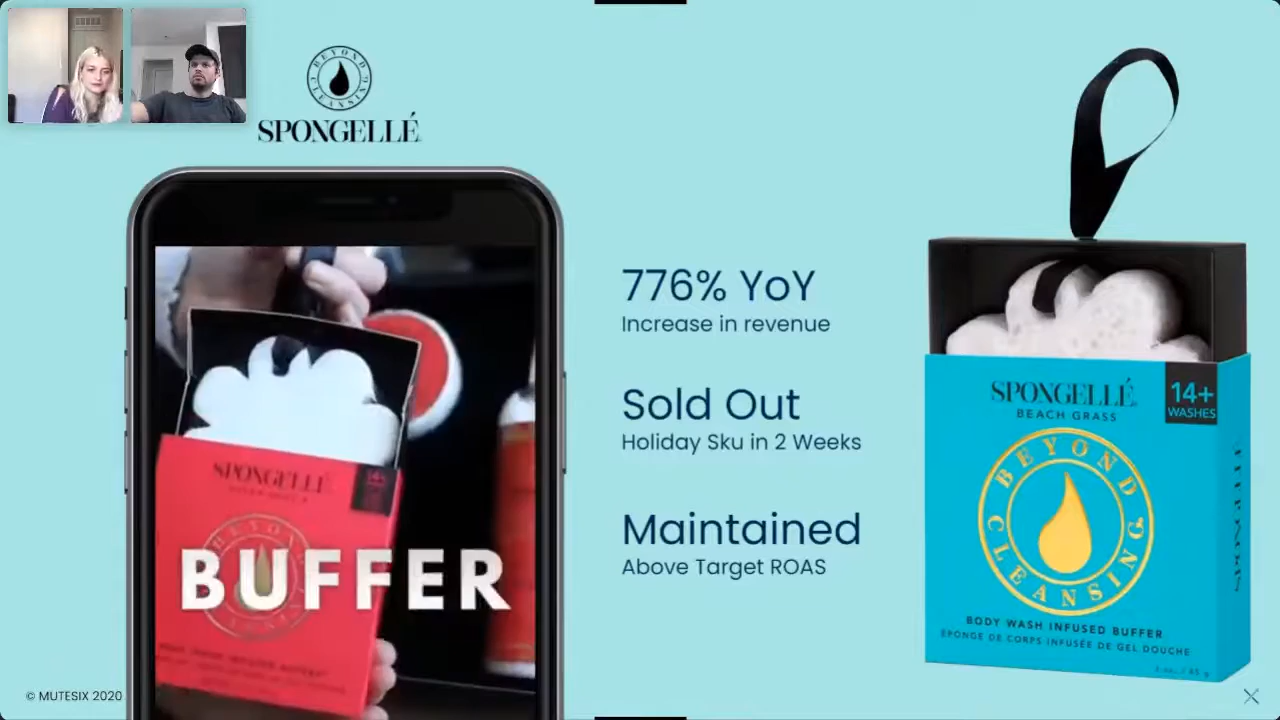 BEYOND CLEANSING
SPONGELLÉ
776% YoY
Increase in revenue
Sold Out
Holiday Sku in 2 Weeks
Maintained
Above Target ROAS
SPONGELLÉ
BEYOND CLEANSING
BUFFER
SPONGELLÉ
BEACH GRASS
14+
WASHES
BEYOND CLEANSING
BODY WASH INFUSED BUFFER
ÉPONGE DE CORPS INFUSÉE DE GEL DOUCHE
© MUTESIX 2020